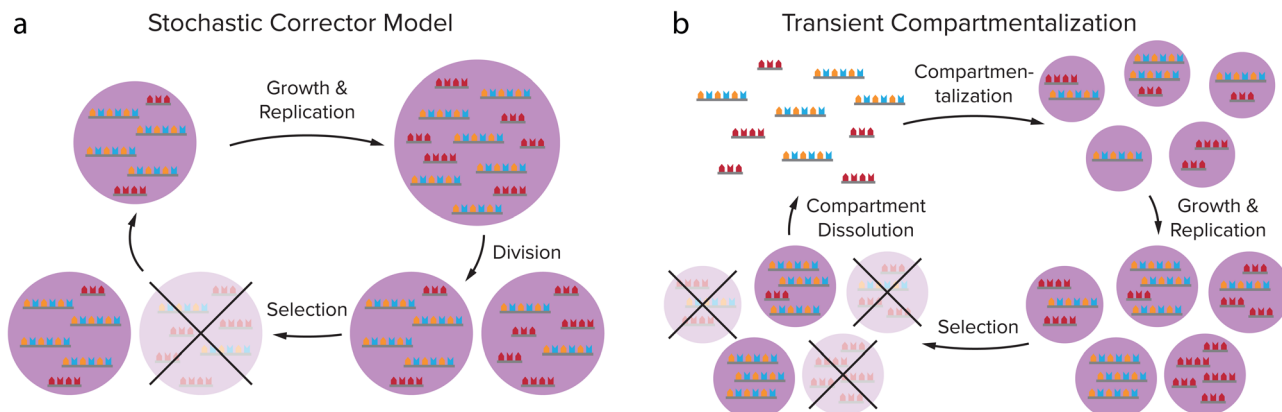 a
Stochastic Corrector Model
Growth &
Replication
Division
Selection
b
Transient Compartmentalization
Compartmen-
talization
Growth &
Replication
Compartment
Dissolution
Selection